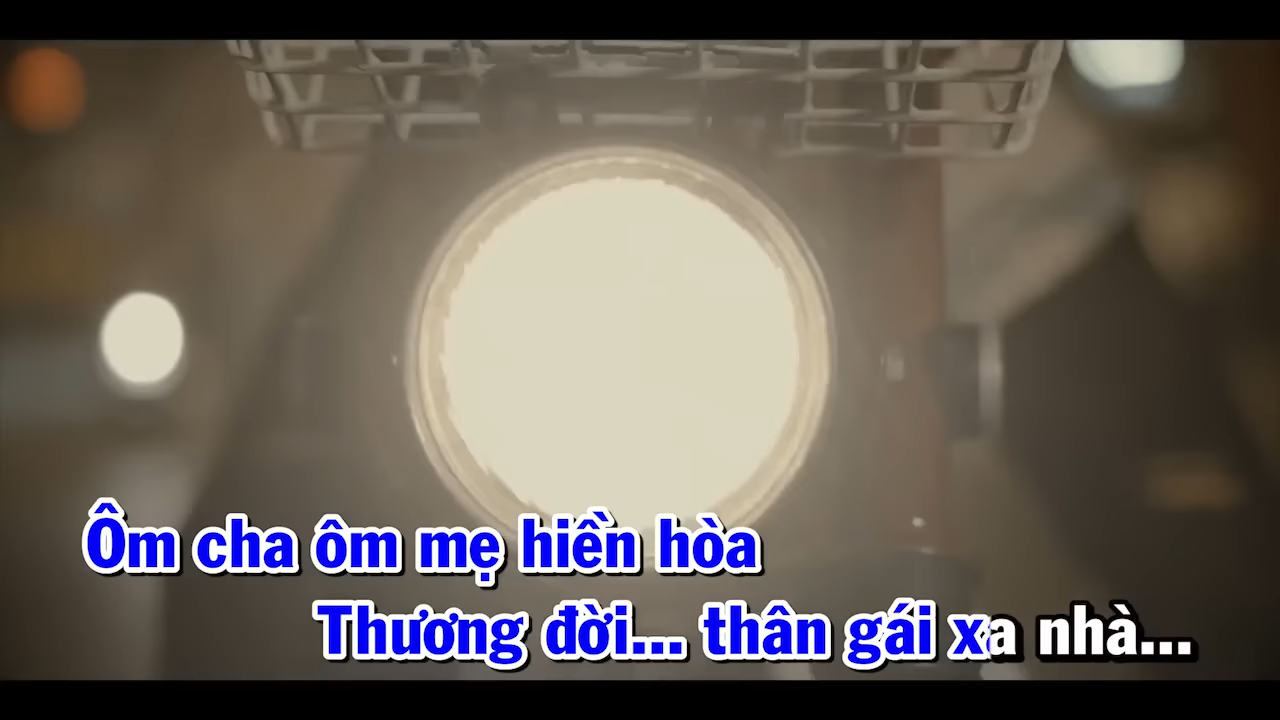 Ôm cha ôm mẹ hiền hòa
Thương đời... thân gái xa nhà...